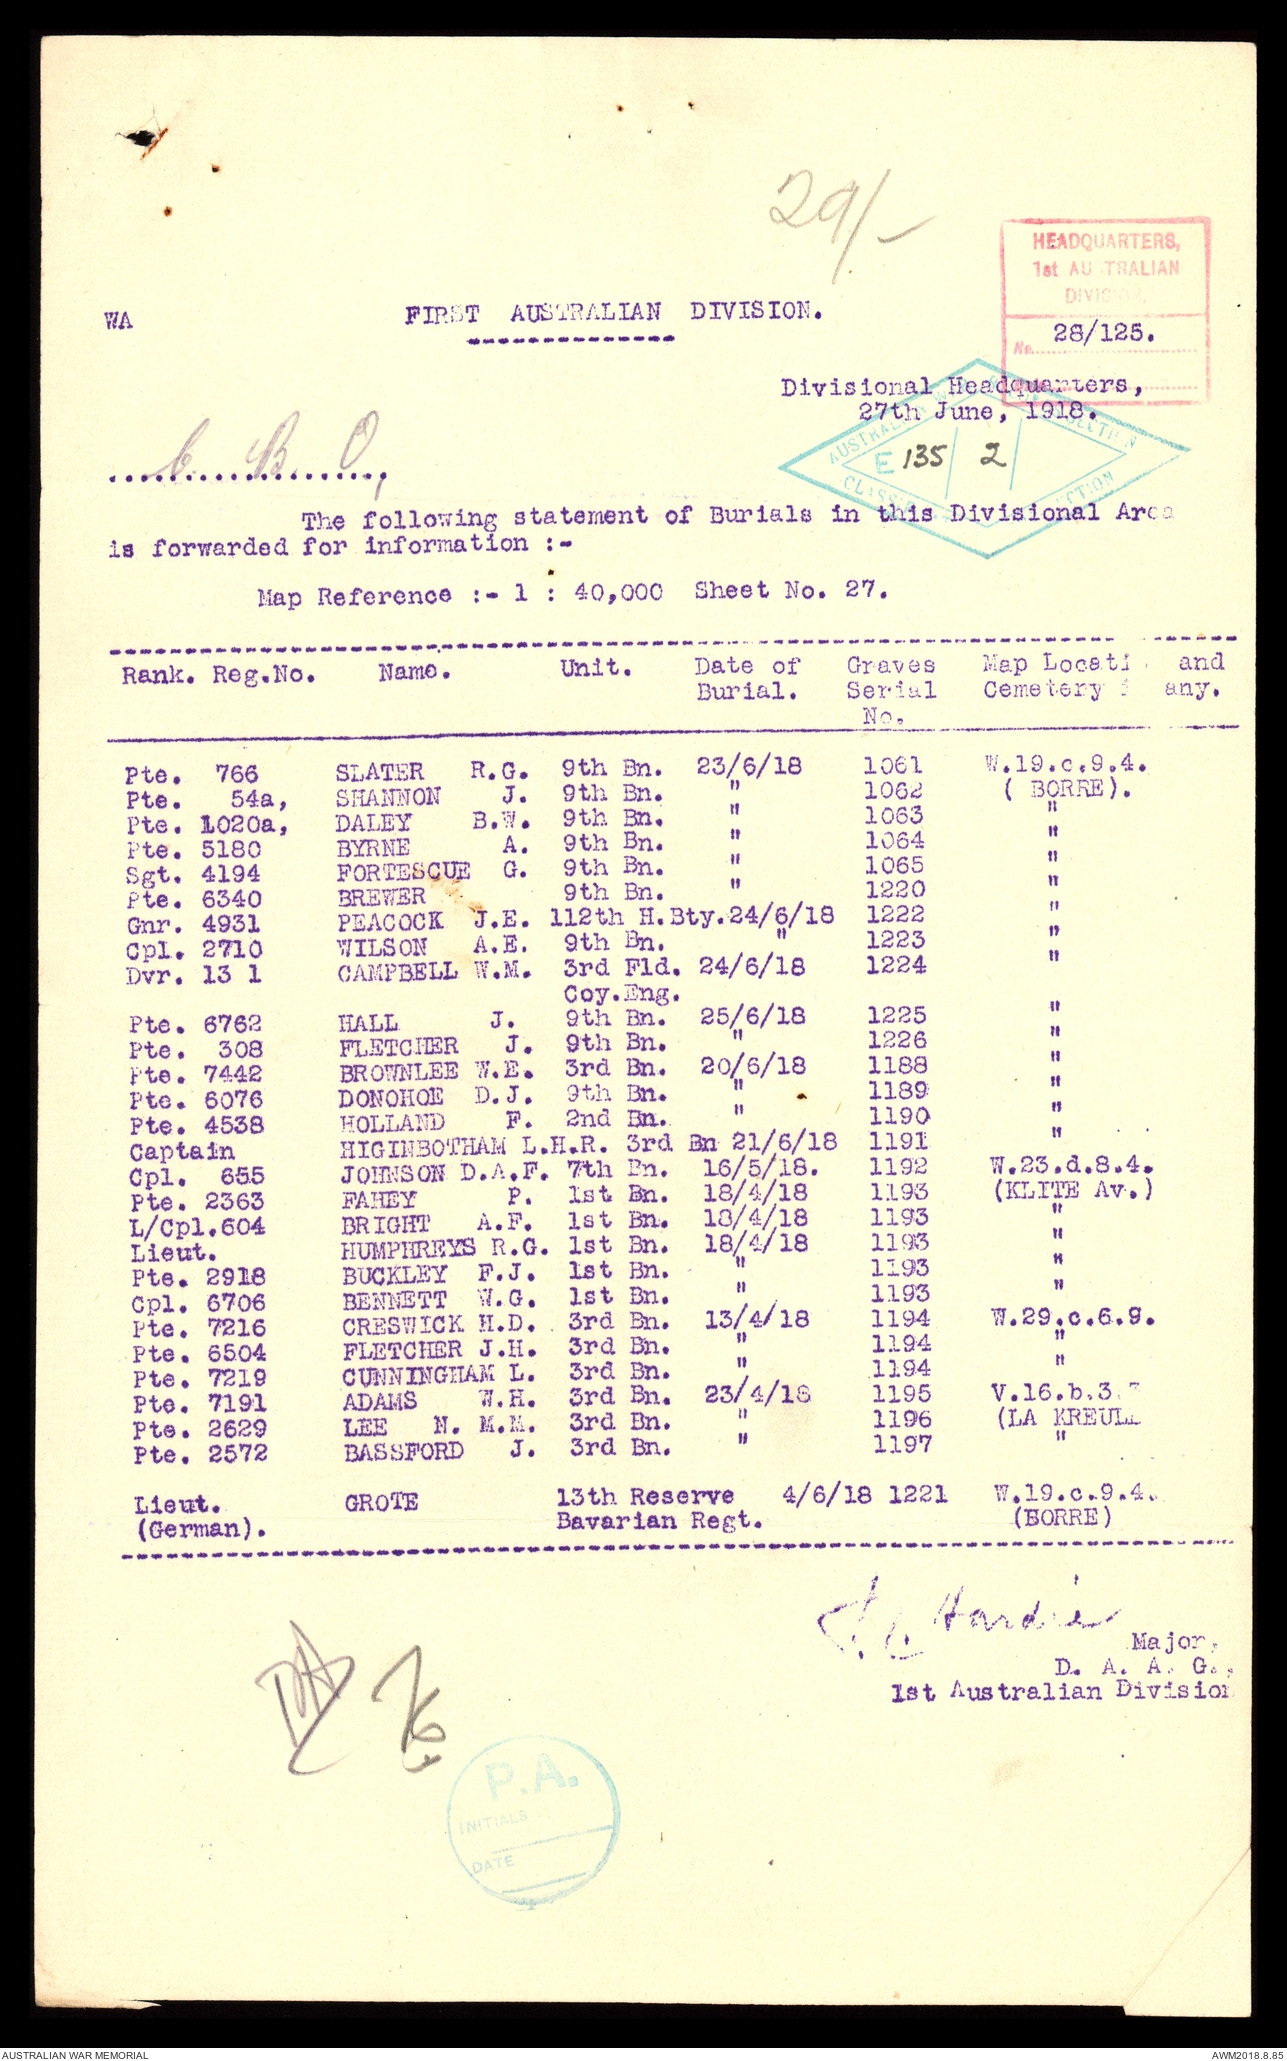 29/-
HEADQUARTERS,
1st AUSTRALIAN
DIVISION.
No. 28/125.
WA
FIRST AUSTRALIAN DIVISION.
Divisional Headquarters,
27th June, 1918.
C. B. O,
E 135 2
The following statement of Burials in this Divisional Area
is forwarded for information :-
Map Reference :- 1 : 40,000 Sheet No. 27.
Rank. Reg.No. Name. Unit. Date of Graves Map Locati and
Burial. Serial Cemetery i any.
No.
Pte. 766 SLATER R.G. 9th Bn. 23/6/18 1061 W.19.c.9.4.
Pte. 54a, SHANNON J. 9th Bn. " 1062 ( BORRE).
Pte. 1020a, DALEY B.W. 9th Bn. " 1063 "
Pte. 5180 BYRNE A. 9th Bn. " 1064 "
Sgt. 4194 FORTESCUE G. 9th Bn. " 1065 "
Pte. 6340 BREWER 9th Bn. " 1220 "
Gnr. 4931 PEACOCK J.E. 112th H.Bty. 24/6/18 1222 "
Cpl. 2710 WILSON A.E. 9th Bn. " 1223 "
Dvr. 13 1 CAMPBELL W.M. 3rd Fld. 24/6/18 1224 "
Coy.Eng.
Pte. 6762 HALL J. 9th Bn. 25/6/18 1225 "
Pte. 308 FLETCHER J. 9th Bn. " 1226 "
Pte. 7442 BROWNLEE W.E. 3rd Bn. 20/6/18 1188 "
Pte. 6076 DONOHOE D.J. 9th Bn. " 1189 "
Pte. 4538 HOLLAND F. 2nd Bn. " 1190 "
Captain HIGINBOTHAM L.H.R. 3rd Bn 21/6/18 1191 "
Cpl. 655 JOHNSON D.A.F. 7th Bn. 16/5/18. 1192 W.23.d.8.4.
Pte. 2363 FAHEY P. 1st Bn. 18/4/18 1193 (KLITE Av.)
L/Cpl.604 BRIGHT A.F. 1st Bn. 18/4/18 1193 "
Lieut. HUMPHREYS R.G. 1st Bn. 18/4/18 1193 "
Pte. 2918 BUCKLEY F.J. 1st Bn. " 1193 "
Cpl. 6706 BENNETT W.G. 1st Bn. " 1193 "
Pte. 7216 CRESWICK H.D. 3rd Bn. 13/4/18 1194 W.29.c.6.9.
Pte. 6504 FLETCHER J.H. 3rd Bn. " 1194 "
Pte. 7219 CUNNINGHAM L. 3rd Bn. " 1194 "
Pte. 7191 ADAMS W.H. 3rd Bn. 23/4/18 1195 V.16.b.3.
Pte. 2629 LEE N. M.M. 3rd Bn. " 1196 (LA KREULE
Pte. 2572 BASSFORD J. 3rd Bn. " 1197 "
Lieut. GROTE 13th Reserve 4/6/18 1221 W.19.c.9.4.
(German). Bavarian Regt. (BORRE)
J. L. Hardie
Major,
D. A. A. G.,
1st Australian Division
P.A.
INITIALS
DATE
AUSTRALIAN WAR MEMORIAL AWM2018.8.85